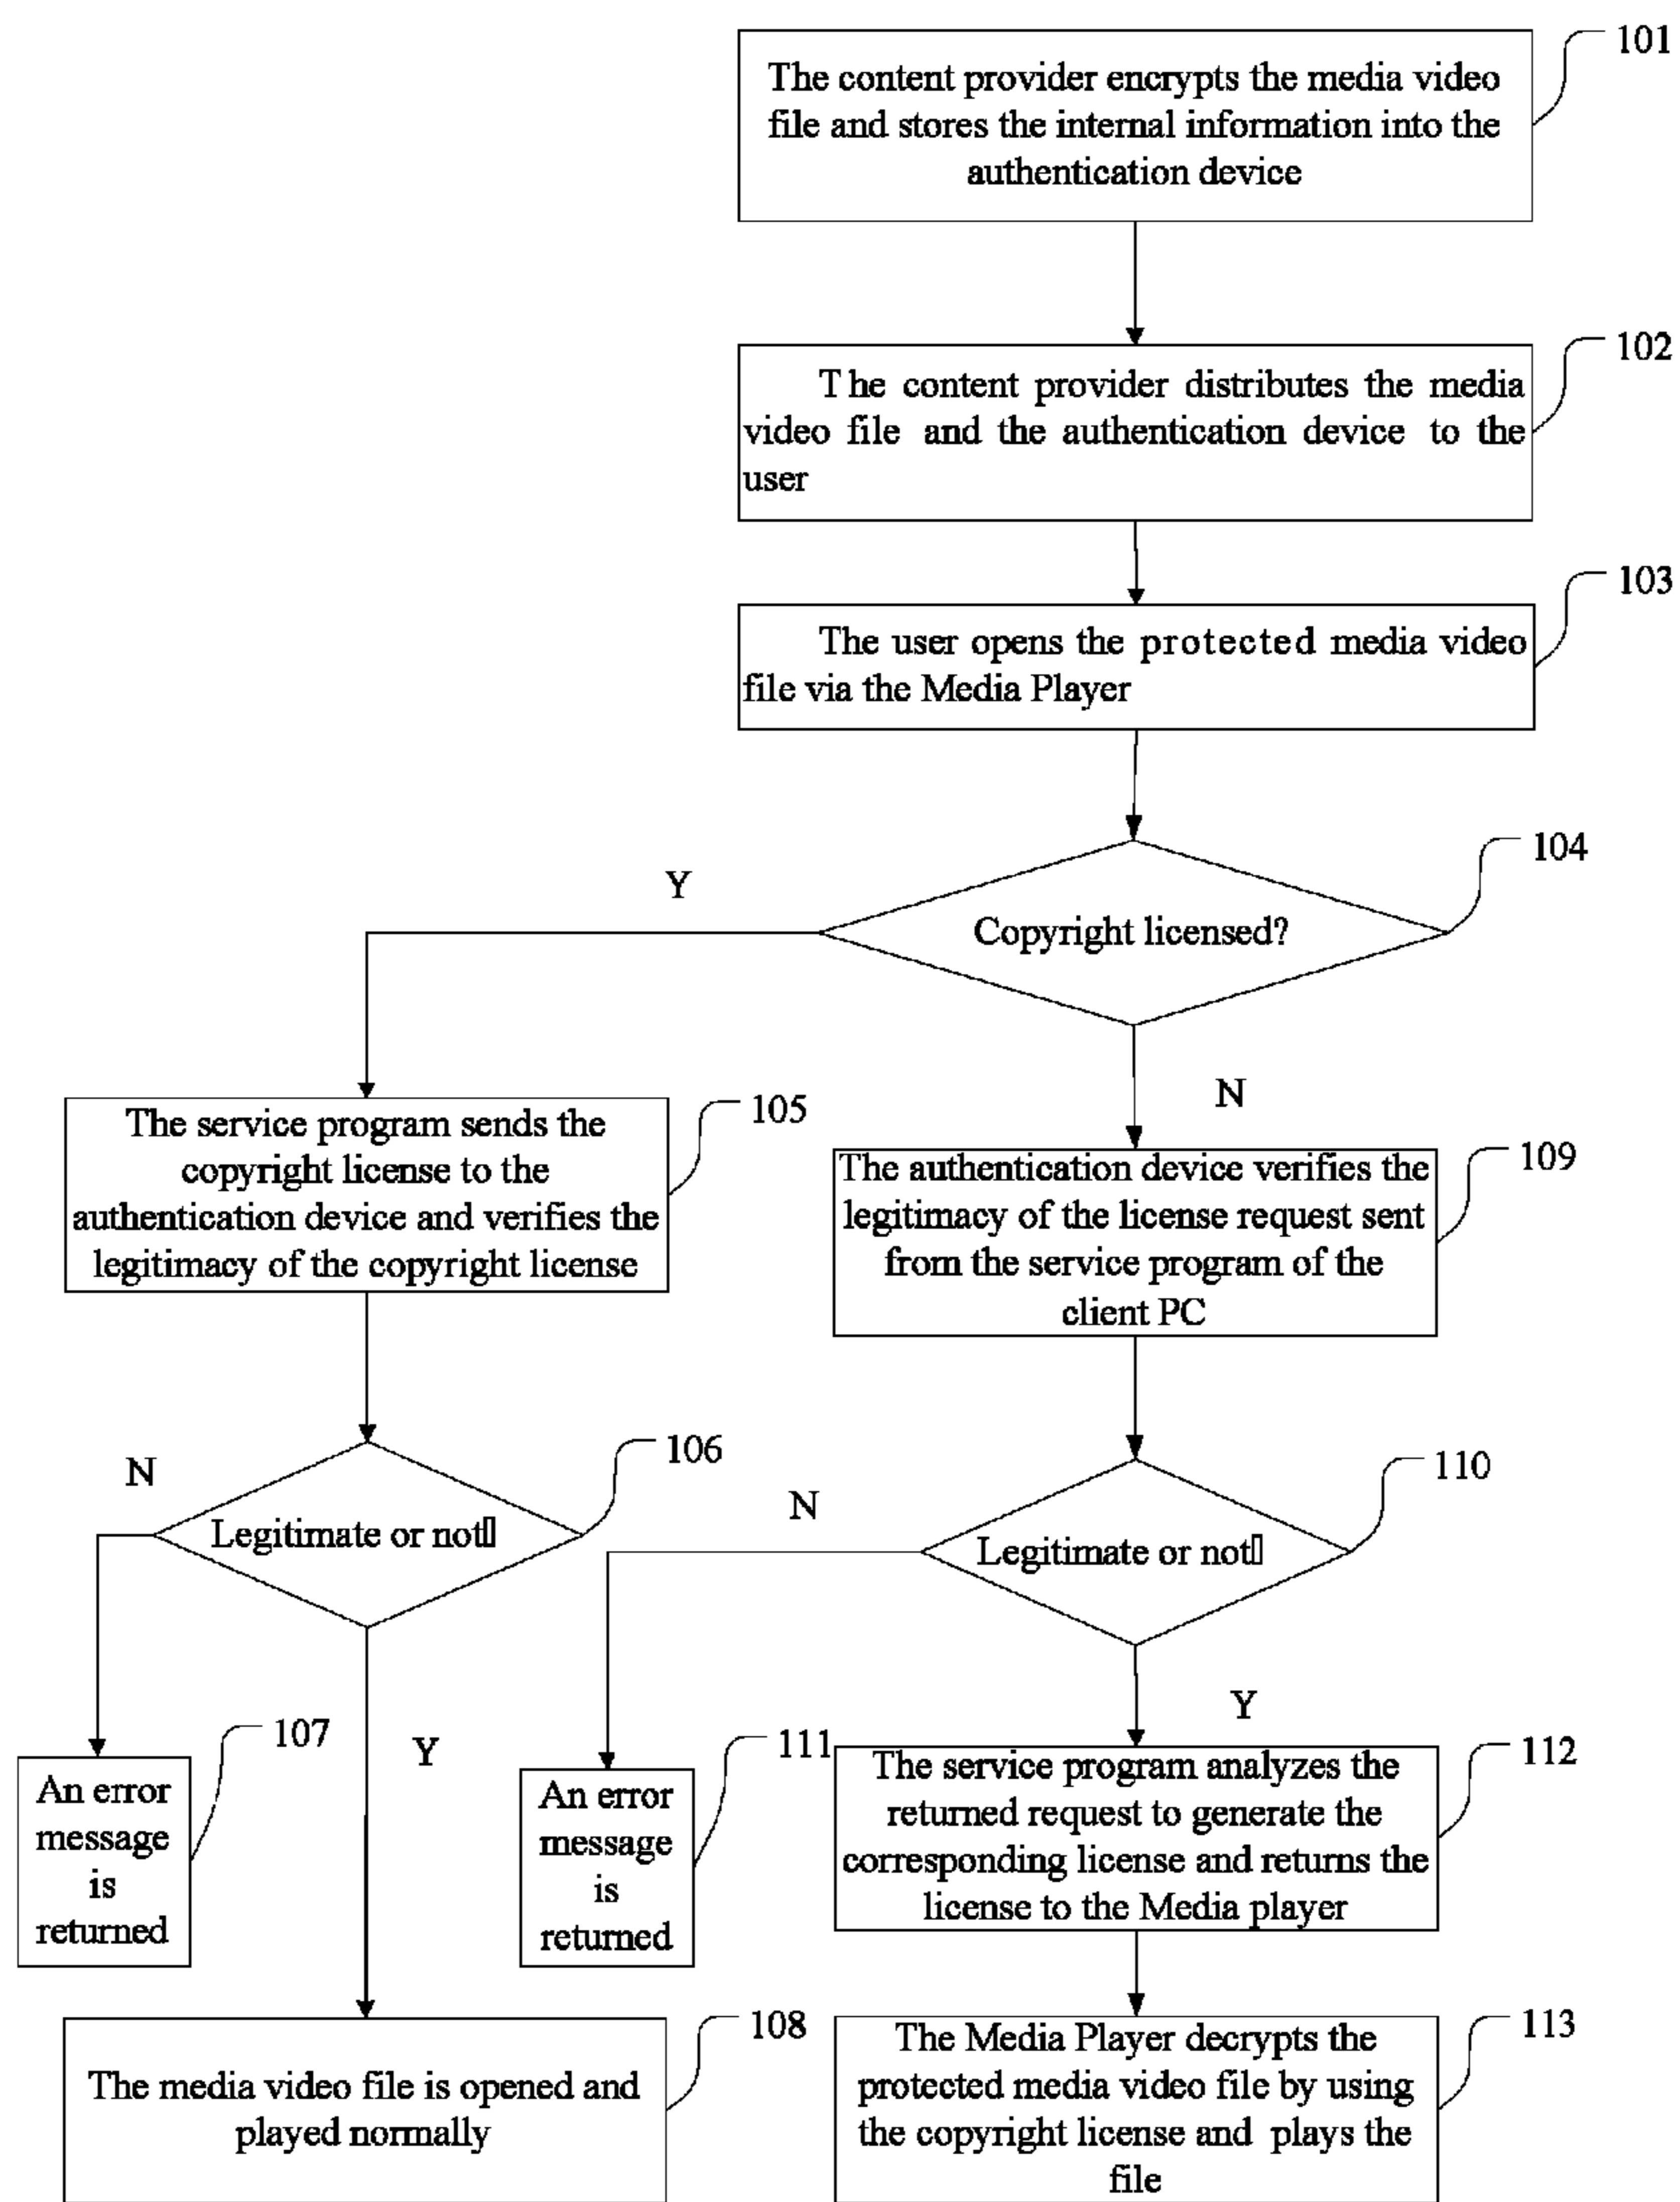 101
The content provider encrypts the media video
file and stores the internal information into the
authentication device
102
The content provider distributes the media
video file and the authentication device to the
user
103
The user opens the protected media video
file via the Media Player
104
Y
Copyright licensed?
N
105
The service program sends the
copyright license to the
authentication device and verifies the
legitimacy of the copyright license
109
The authentication device verifies the
legitimacy of the license request sent
from the service program of the
client PC
106
N
Legitimate or not▯
110
N
Legitimate or not▯
Y
Y
107
An error
message
is
returned
111
An error
message
is
returned
112
The service program analyzes the
returned request to generate the
corresponding license and returns the
license to the Media player
108
The media video file is opened and
played normally
113
The Media Player decrypts the
protected media video file by using
the copyright license and plays the
file